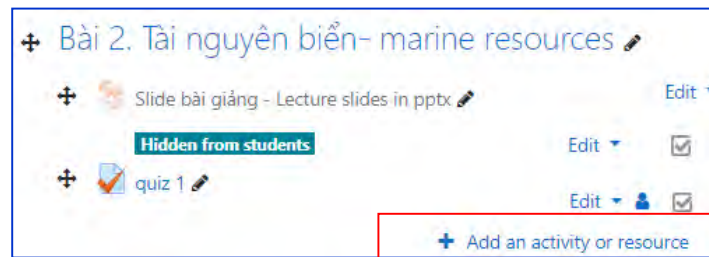 Bài 2. Tài nguyên biển- marine resources
Slide bài giảng - Lecture slides in pptx
Edit
Hidden from students
Edit
quiz 1
Edit
Add an activity or resource